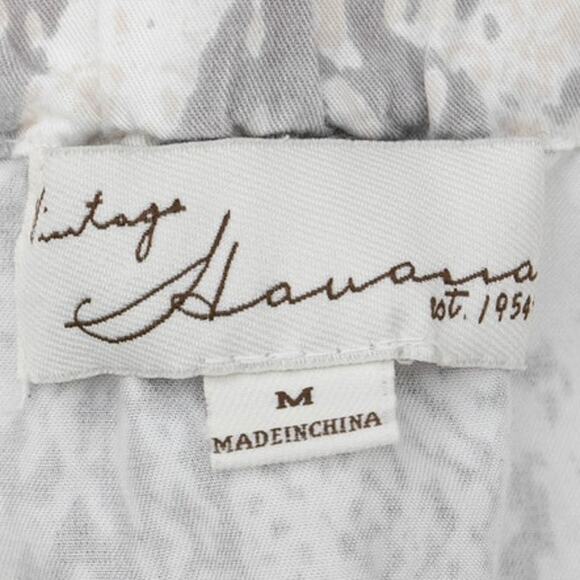 Vintage
Havana
est. 1954
M
MADEINCHINA